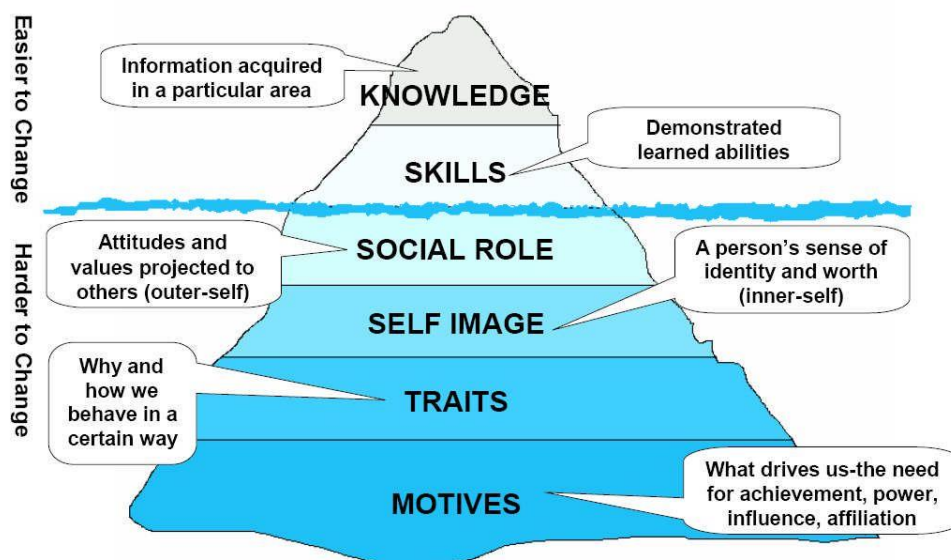 Easier to Change
Information acquired
in a particular area
KNOWLEDGE
Demonstrated
learned abilities
SKILLS
Harder to Change
Attitudes and
values projected to
others (outer-self)
SOCIAL ROLE
A person's sense of
identity and worth
(inner-self)
SELF IMAGE
Why and
how we
behave in a
certain way
TRAITS
What drives us-the need
for achievement, power,
influence, affiliation
MOTIVES